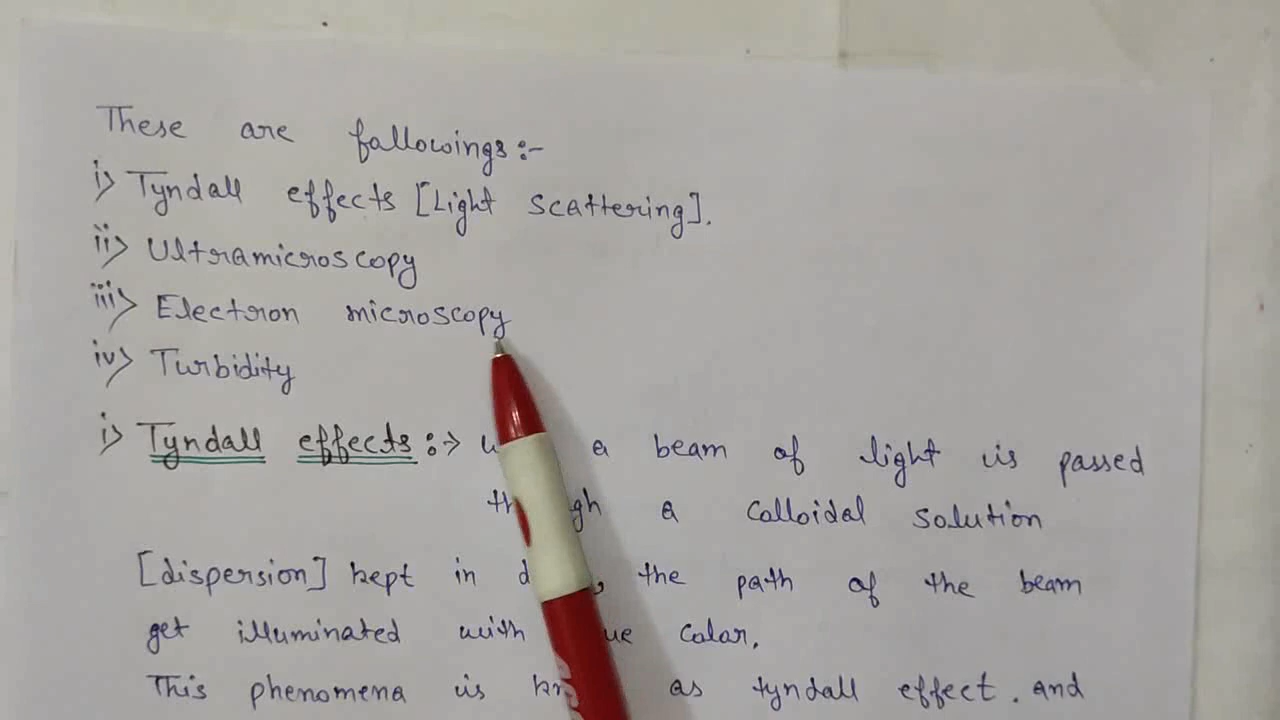 These are fallowings:-
i> Tyndall effects [Light scattering].
ii> Ultramicroscopy
iii> Electron microscopy
iv> Turbidity
i> Tyndall effects :-> a beam of light is passed
a colloidal solution
[dispersion] kept in the path of the beam
get illuminated with colar.
This phenomena is as tyndall effect. and